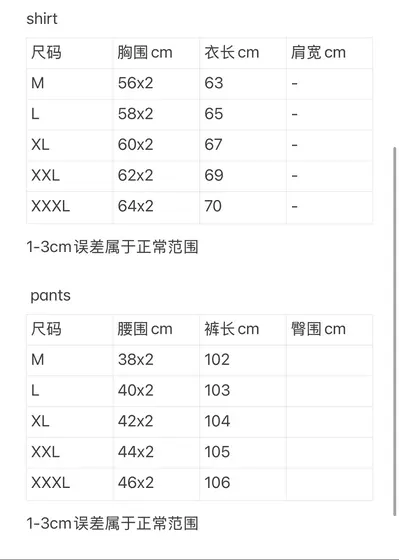 shirt
尺码 胸围cm 衣长cm 肩宽cm
M 56x2 63 -
L 58x2 65 -
XL 60x2 67 -
XXL 62x2 69 -
XXXL 64x2 70 -
1-3cm误差属于正常范围
pants
尺码 腰围cm 裤长cm 臀围cm
M 38x2 102
L 40x2 103
XL 42x2 104
XXL 44x2 105
XXXL 46x2 106
1-3cm误差属于正常范围